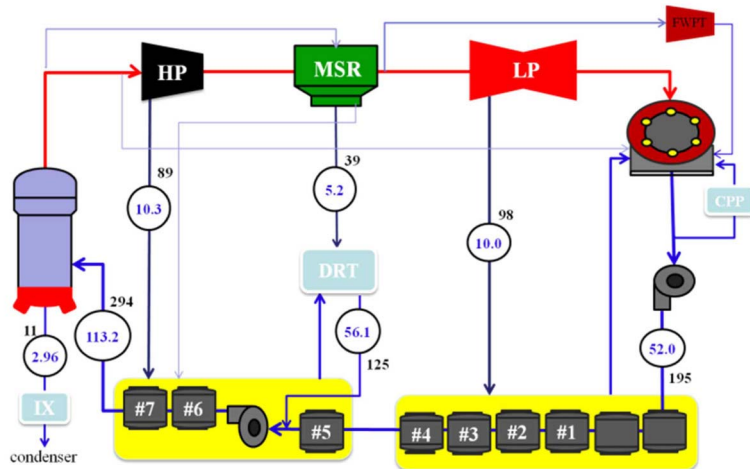 FWPT
HP
MSR
LP
89
39
10.3
5.2
98
10.0
CPP
DRT
294
11
113.2
2.96
56.1
125
52.0
195
IX
condenser
#7
#6
#5
#4
#3
#2
#1